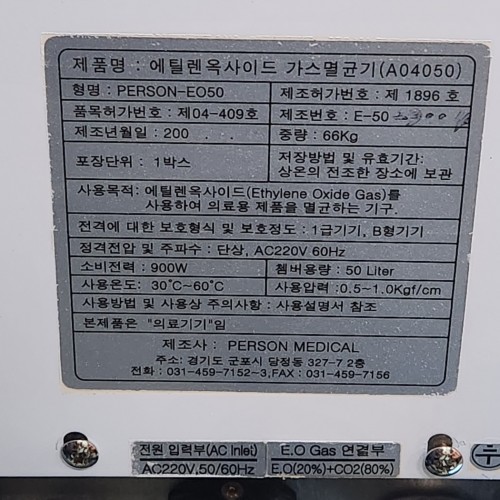 제품명 : 에틸렌옥사이드 가스멸균기(A04050)
형명 : PERSON-EO50 제조허가번호 : 제 1896 호
품목허가번호 : 제04-409호 제조번호 : E-50
제조년월일 : 200 . . 중량 : 66Kg
포장단위 : 1박스 저장방법 및 유효기간:
상온의 건조한 장소에 보관
사용목적: 에틸렌옥사이드(Ethylene Oxide Gas)를
사용하여 의료용 제품을 멸균하는 기구.
전격에 대한 보호형식 및 보호정도 : 1급기기, B형기기
정격전압 및 주파수 : 단상, AC220V 60Hz
소비전력 : 900W 챔버용량 : 50 Liter
사용온도: 30°C~60°C 사용압력 :0.5~1.0Kgf/cm
사용방법 및 사용상 주의사항 : 사용설명서 참조
본제품은 "의료기기"임
제조사 : PERSON MEDICAL
주소: 경기도 군포시 당정동 327-7 2층
전화 : 031-459-7152~3,FAX : 031-459-7156
전원 입력부(AC Inlet) E.O Gas 연결부
AC220V,50/60Hz E.O(20%)+CO2(80%)